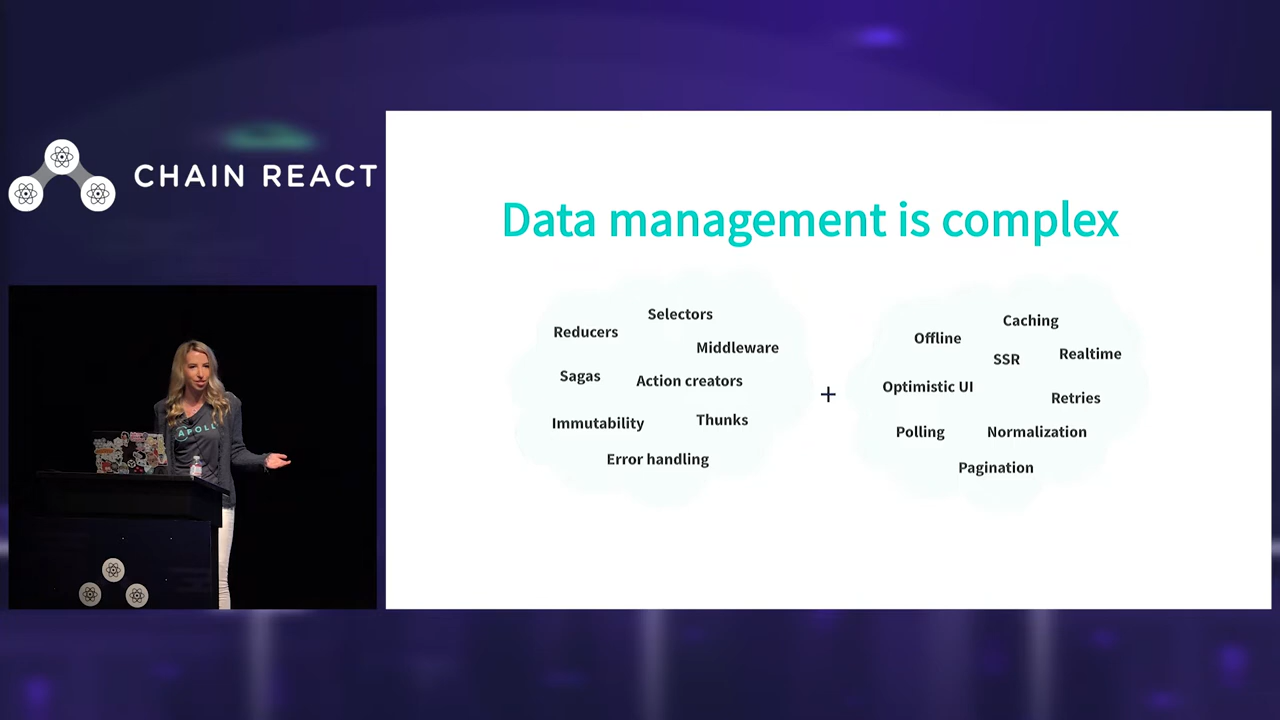 CHAIN REACT
Data management is complex
Selectors
Reducers
Middleware
Sagas
Action creators
Immutability
Thunks
Error handling
+
Caching
Offline
SSR
Realtime
Optimistic UI
Retries
Polling
Normalization
Pagination
APOLL